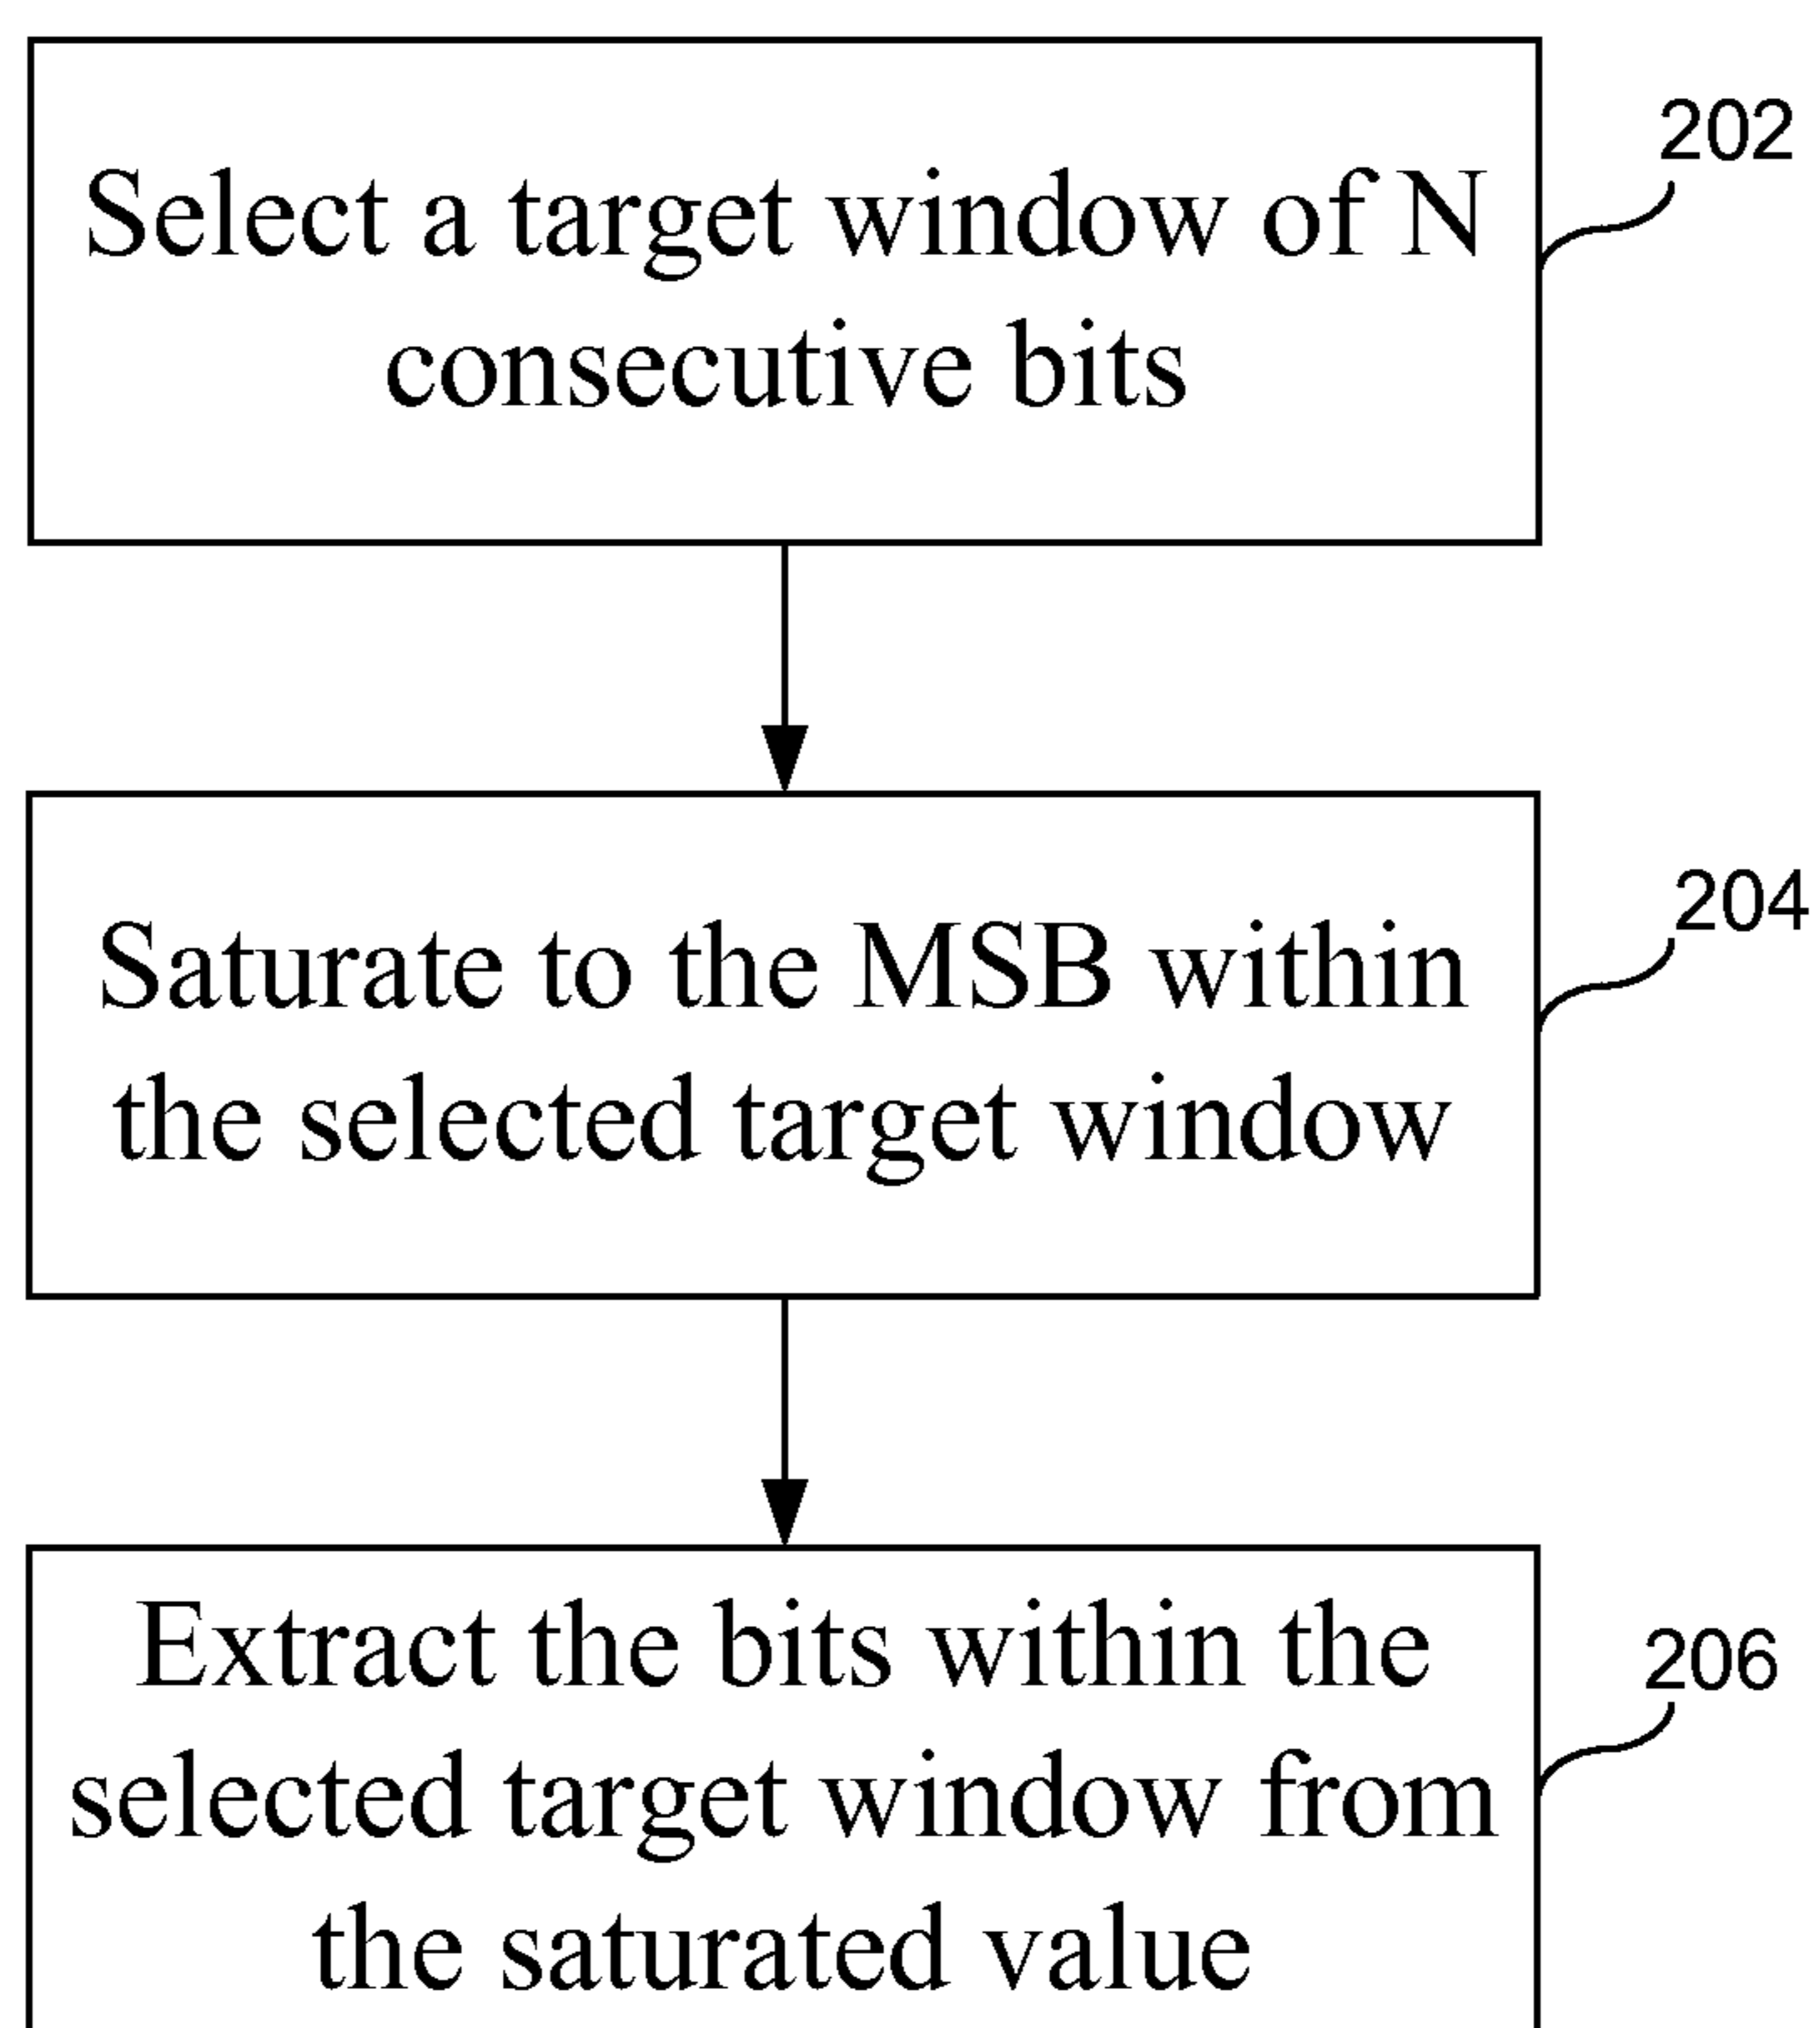 202
Select a target window of N
consecutive bits
204
Saturate to the MSB within
the selected target window
206
Extract the bits within the
selected target window from
the saturated value